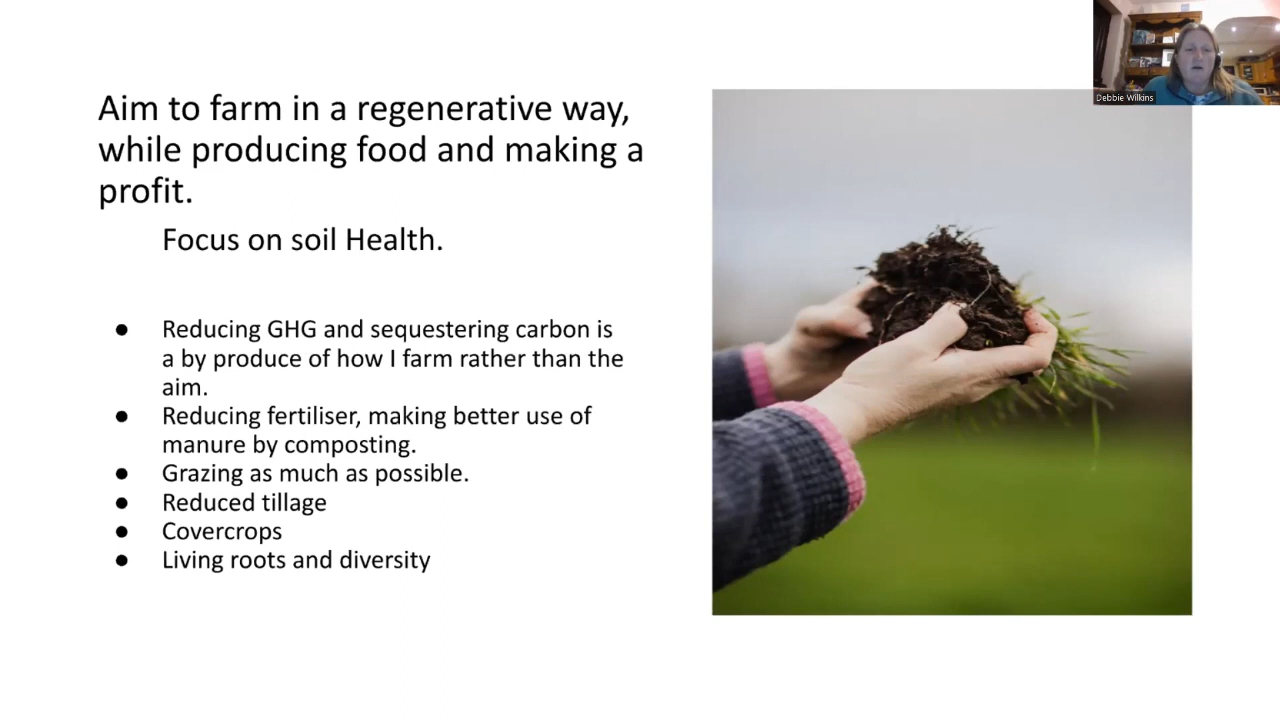 Aim to farm in a regenerative way,
while producing food and making a
profit.
Focus on soil Health.
● Reducing GHG and sequestering carbon is
a by produce of how I farm rather than the
aim.
● Reducing fertiliser, making better use of
manure by composting.
● Grazing as much as possible.
● Reduced tillage
● Covercrops
● Living roots and diversity
Debbie Wilkins